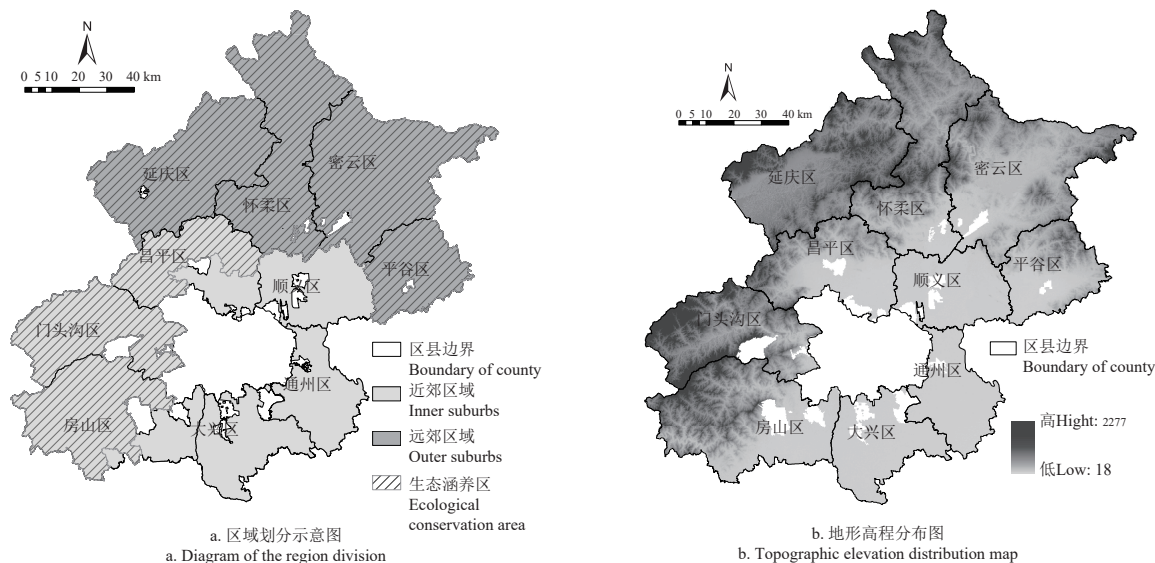 N
0 5 10 20 30 40 km
延庆区
密云区
怀柔区
昌平区
顺义区
平谷区
门头沟区
通州区
房山区
大兴区
区县边界
Boundary of county
近郊区域
Inner suburbs
远郊区域
Outer suburbs
生态涵养区
Ecological
conservation area
a. 区域划分示意图
a. Diagram of the region division
N
0 5 10 20 30 40 km
延庆区
密云区
怀柔区
昌平区
顺义区
平谷区
门头沟区
通州区
房山区
大兴区
区县边界
Boundary of county
高Hight: 2277
低Low: 18
b. 地形高程分布图
b. Topographic elevation distribution map